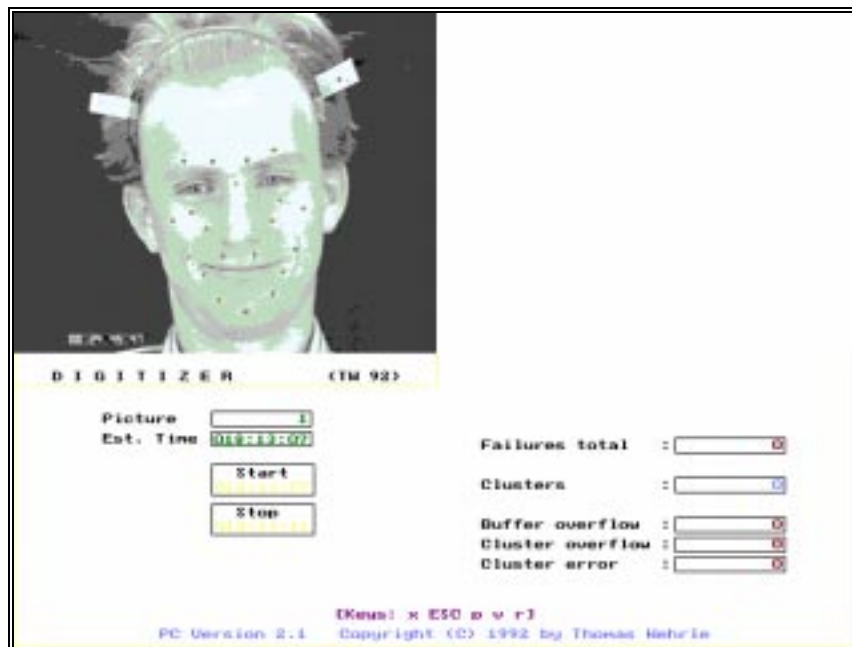 D I G I T I Z E R (TW 92)
Picture 1
Est. Time
Start
Stop
Failures total : 0
Clusters : 0
Buffer overflow : 0
Cluster overflow : 0
Cluster error : 0
[Keys: x ESC p v r]
PC Version 2.1 Copyright (C) 1992 by Thomas Wehrle